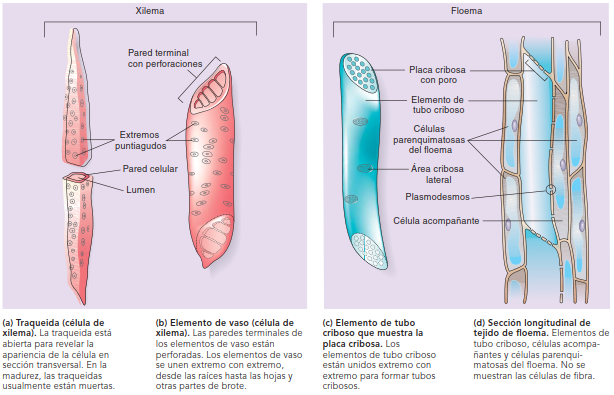 Xilema
Pared terminal
con perforaciones
Extremos
puntiagudos
Pared celular
Lumen
Floema
Placa cribosa
con poro
Elemento de
tubo criboso
Células
parenquimatosas
del floema
Área cribosa
lateral
Plasmodesmos
Célula acompañante
(a) Traqueida (célula de
xilema). La traqueida está
abierta para revelar la
apariencia de la célula en
sección transversal. En la
madurez, las traqueidas
usualmente están muertas.
(b) Elemento de vaso (célula de
xilema). Las paredes terminales de
los elementos de vaso están
perforadas. Los elementos de vaso
se unen extremo con extremo,
desde las raíces hasta las hojas y
otras partes de brote.
(c) Elemento de tubo
criboso que muestra la
placa cribosa. Los
elementos de tubo criboso
están unidos extremo con
extremo para formar tubos
cribosos.
(d) Sección longitudinal de
tejido de floema. Elementos de
tubo criboso, células acompa-
ñantes y células parenqui-
matosas del floema. No se
muestran las células de fibra.